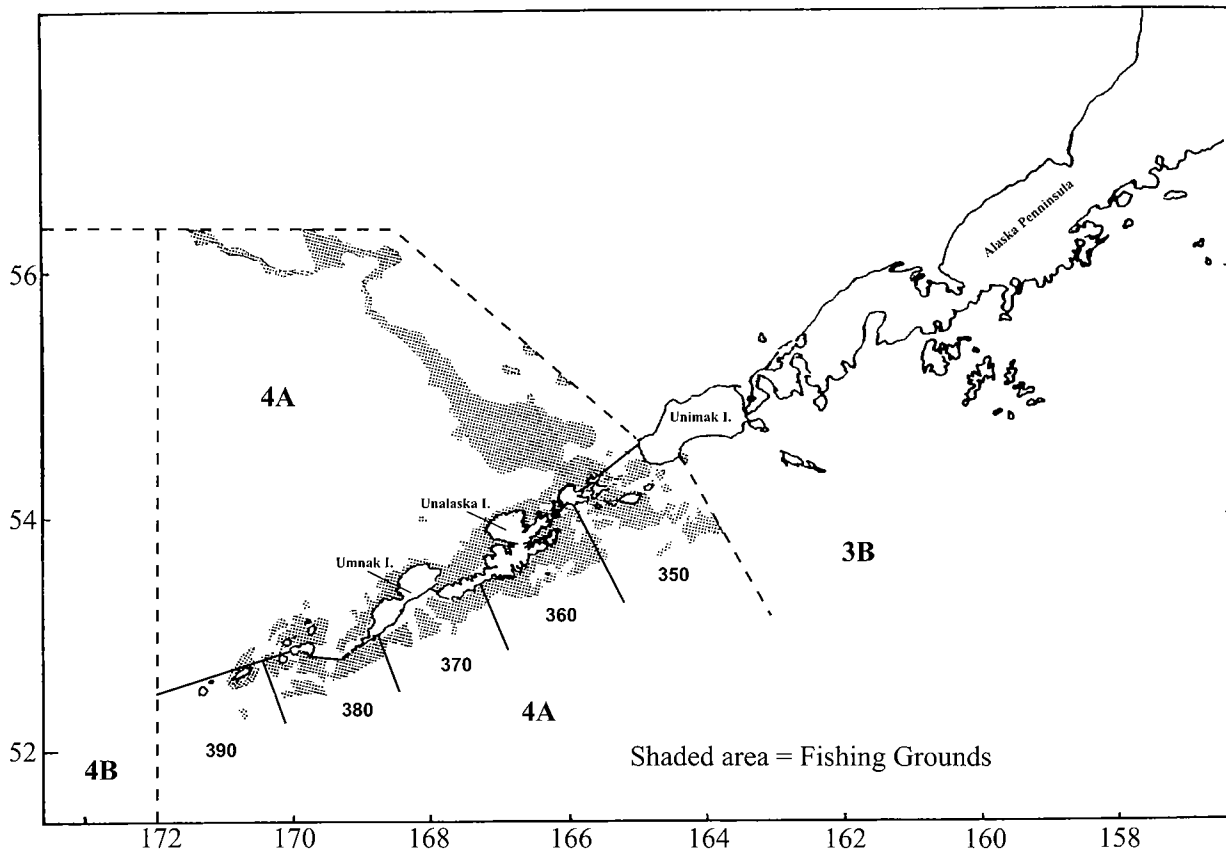 Alaska Penninsula
56
4A
Unimak I.
Unalaska I.
54
Umnak I.
3B
350
360
370
380
4A
390
52
4B
Shaded area = Fishing Grounds
172 170 168 166 164 162 160 158